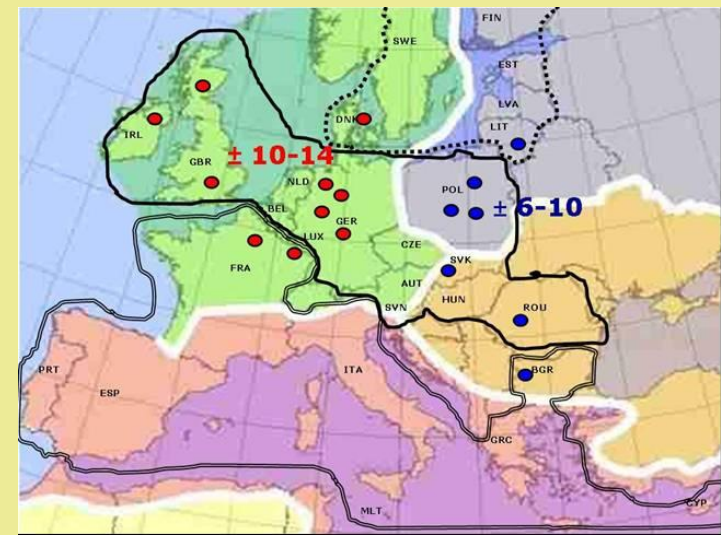 FIN
SWE
EST
LVA
LIT
DNK
IRL
GBR
± 10-14
NLD
POL
± 6-10
BEL
GER
LUX
CZE
FRA
SVK
AUT
HUN
SVN
ROU
PRT
ESP
ITA
BGR
GRC
MLT
CYP